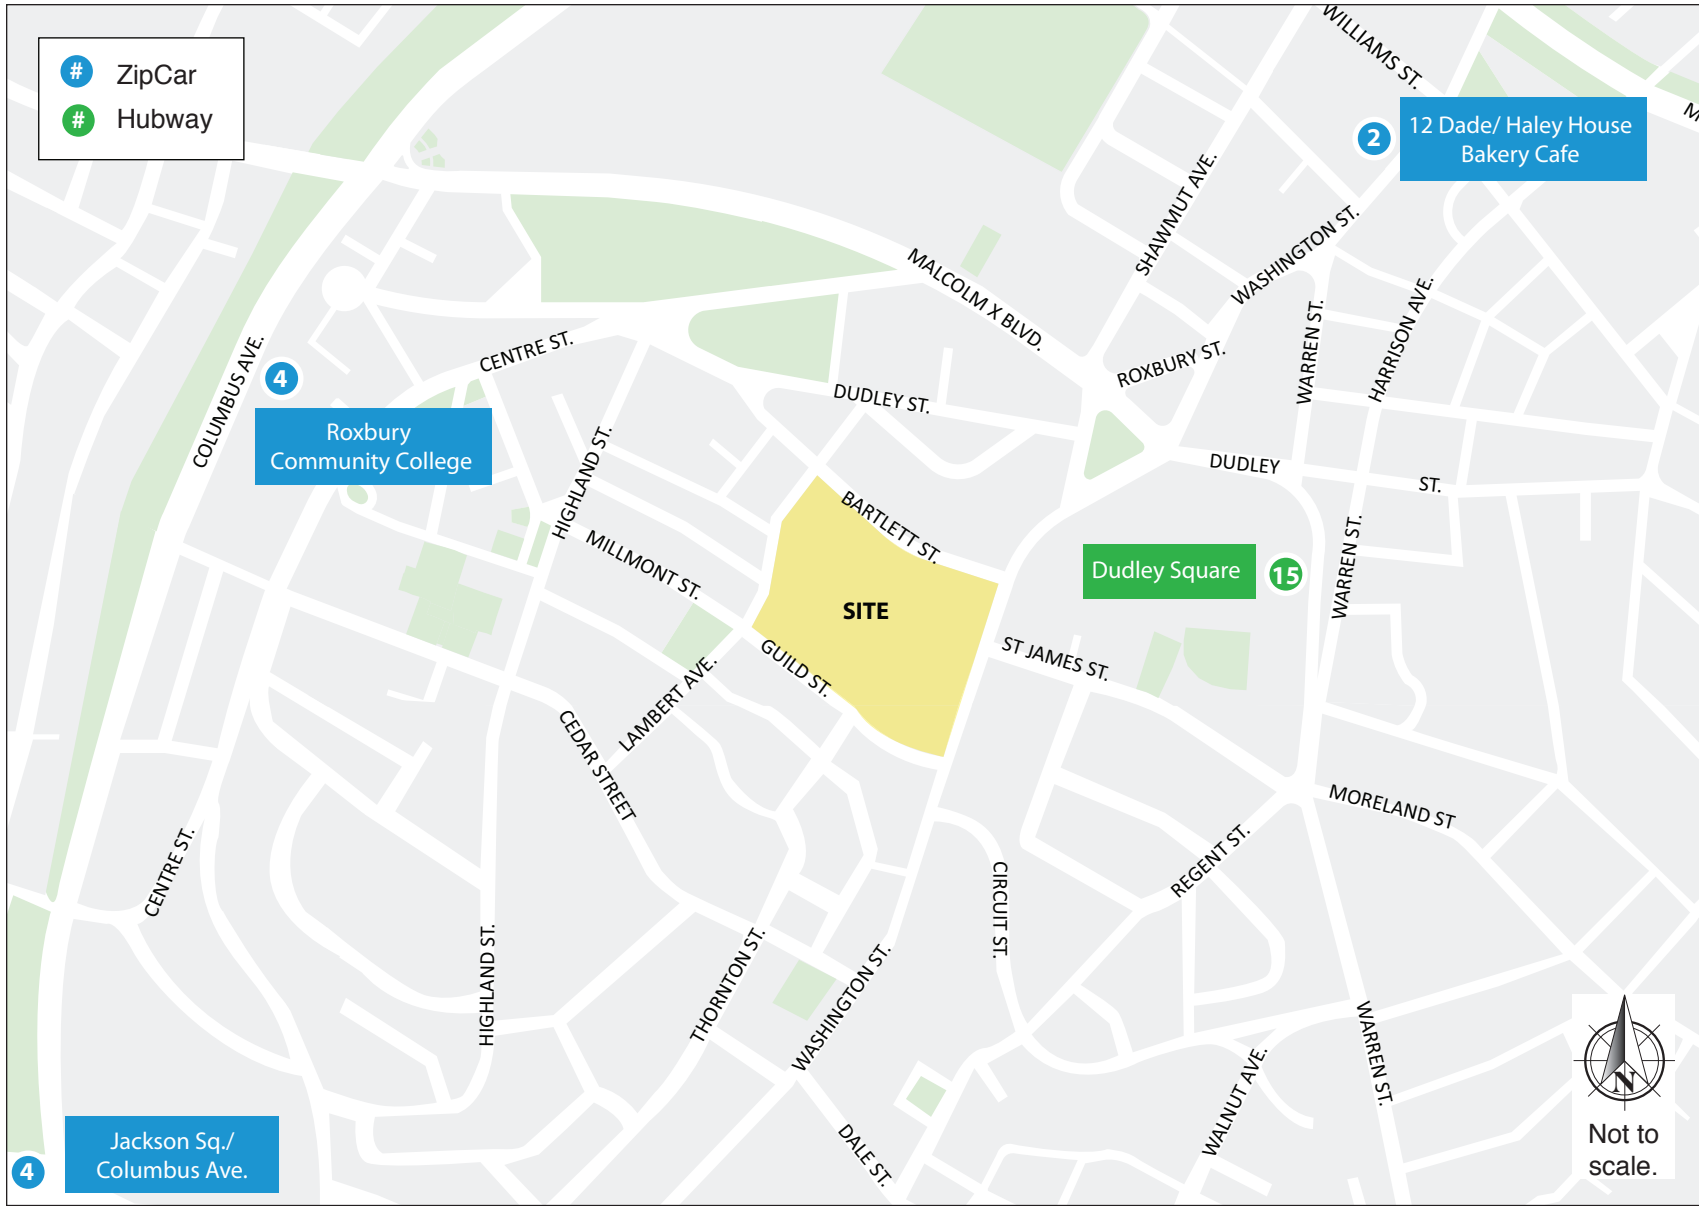 # ZipCar
# Hubway
WILLIAMS ST.
M
2
12 Dade/ Haley House
Bakery Cafe
SHAWMUT AVE.
WASHINGTON ST.
MALCOLM X BLVD.
HARRISON AVE.
WARREN ST.
ROXBURY ST.
CENTRE ST.
COLUMBUS AVE.
4
Roxbury
Community College
DUDLEY ST.
HIGHLAND ST.
DUDLEY
ST.
BARTLETT ST.
MILLMONT ST.
WARREN ST.
Dudley Square
15
SITE
GUILD ST.
ST JAMES ST.
LAMBERT AVE.
CEDAR STREET
MORELAND ST
REGENT ST.
CENTRE ST.
CIRCUIT ST.
HIGHLAND ST.
THORNTON ST.
WASHINGTON ST.
WARREN ST.
WALNUT AVE.
DALE ST.
N
Not to
scale.
Jackson Sq./
Columbus Ave.
4